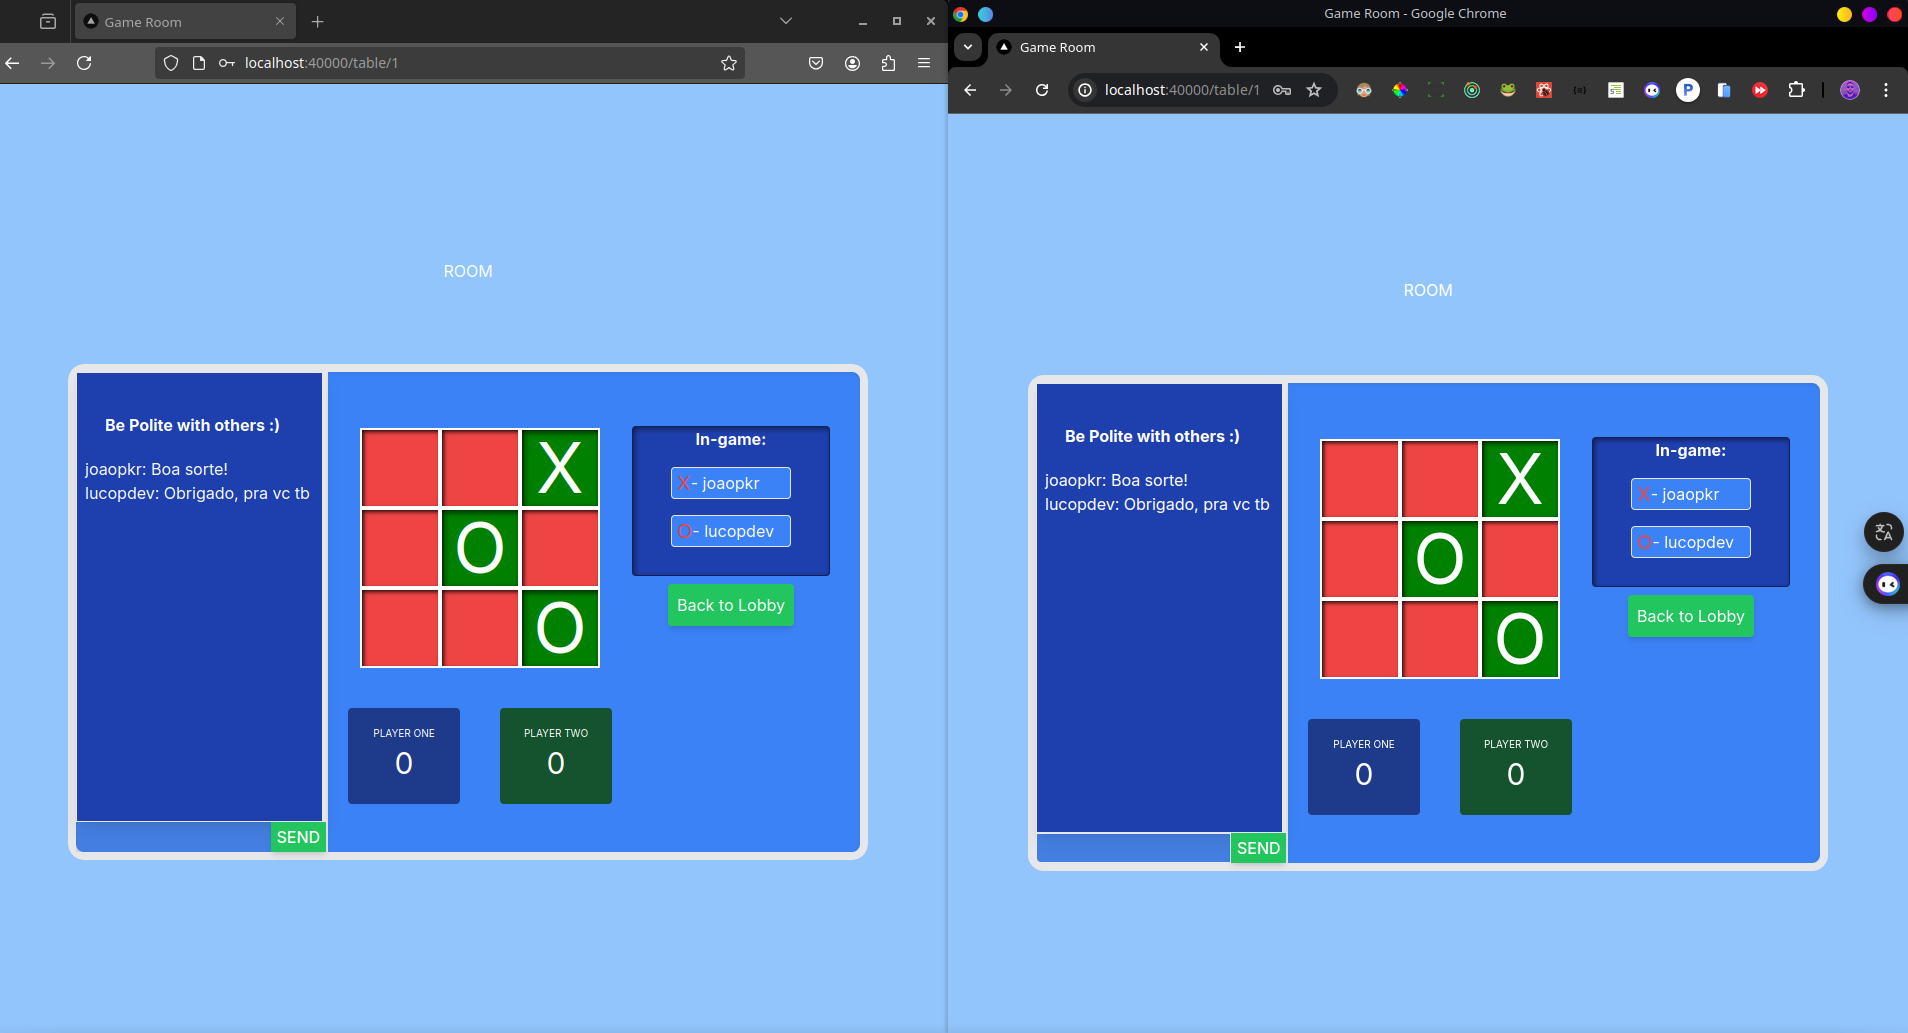 Game Room
localhost:40000/table/1
ROOM
Be Polite with others :)
joaopkr: Boa sorte!
lucopdev: Obrigado, pra vc tb
SEND
X
O
O
In-game:
X- joaopkr
O- lucopdev
Back to Lobby
PLAYER ONE
0
PLAYER TWO
0
Game Room - Google Chrome
Game Room
localhost:40000/table/1
P
ROOM
Be Polite with others :)
joaopkr: Boa sorte!
lucopdev: Obrigado, pra vc tb
SEND
X
O
O
In-game:
X- joaopkr
O- lucopdev
Back to Lobby
PLAYER ONE
0
PLAYER TWO
0